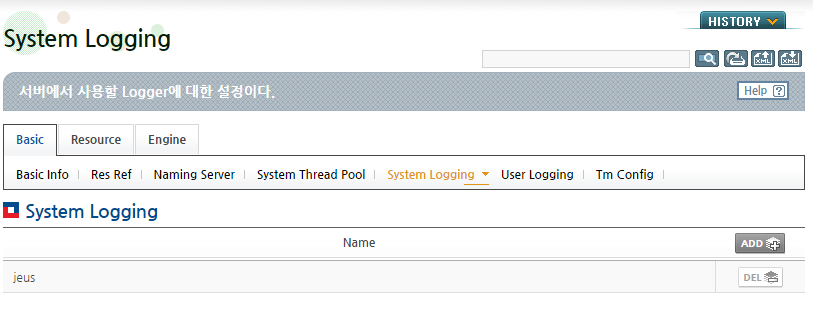 HISTORY
System Logging
XML XML
서버에서 사용할 Logger에 대한 설정이다.
Help ?
Basic Resource Engine
Basic Info Res Ref Naming Server System Thread Pool System Logging User Logging Tm Config
System Logging
Name ADD
jeus DEL